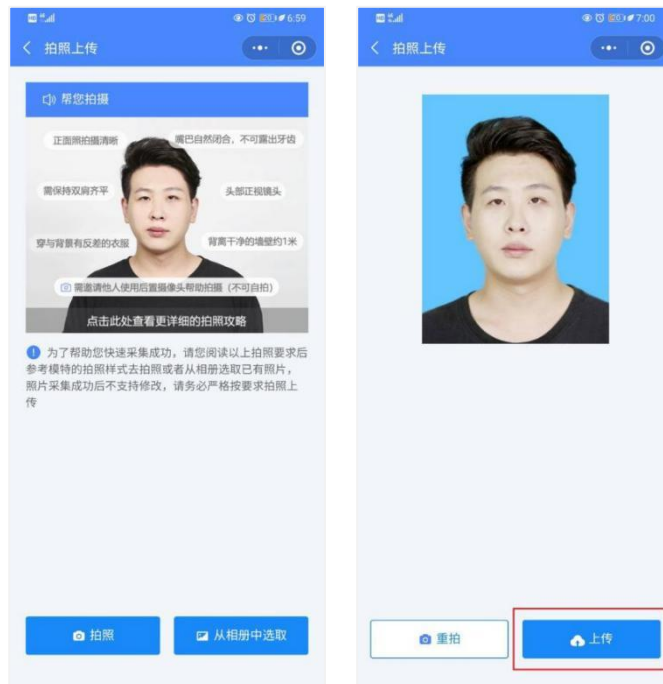 6:59
拍照上传
帮您拍摄
正面照拍摄清晰
嘴巴自然闭合，不可露出牙齿
需保持双肩齐平
头部正视镜头
穿与背景有反差的衣服
背离干净的墙壁约1米
需邀请他人使用后置摄像头帮助拍摄（不可自拍）
点击此处查看更详细的拍照攻略
为了帮助您快速采集成功，请您阅读以上拍照要求后
参考模特的拍照样式去拍照或者从相册选取已有照片，
照片采集成功后不支持修改，请务必严格按要求拍照上
传
拍照
从相册中选取
7:00
拍照上传
重拍
上传